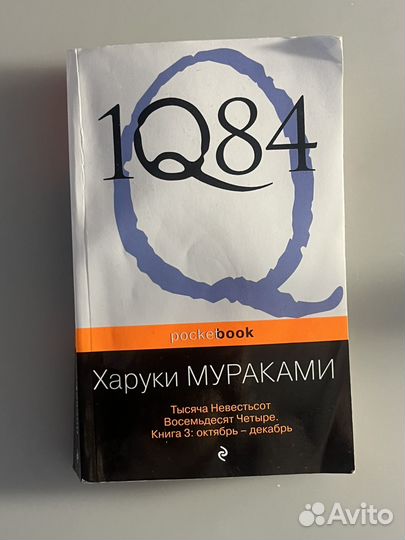 1Q84
Q
pocketbook
Харуки МУРАКАМИ
Тысяча Невестьсот
Восемьдесят Четыре.
Книга 3: октябрь – декабрь
Avito